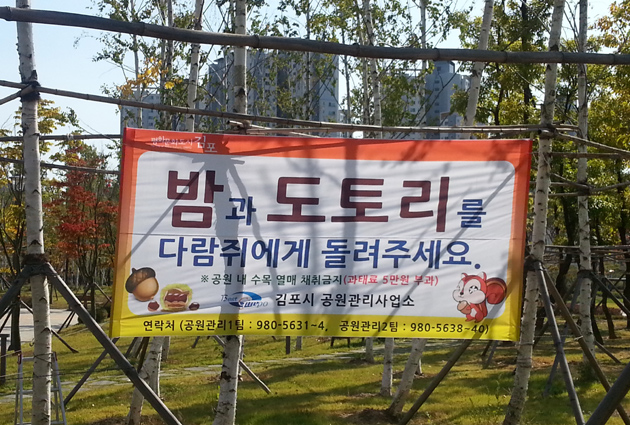 김포
밤과 도토리를
다람쥐에게 돌려주세요.
※ 공원 내 수목 열매 채취금지(과태료 5만원 부과)
Best 김포시 공원관리사업소
연락처 (공원관리1팀 : 980-5631~4, 공원관리2팀 : 980-5638~40)